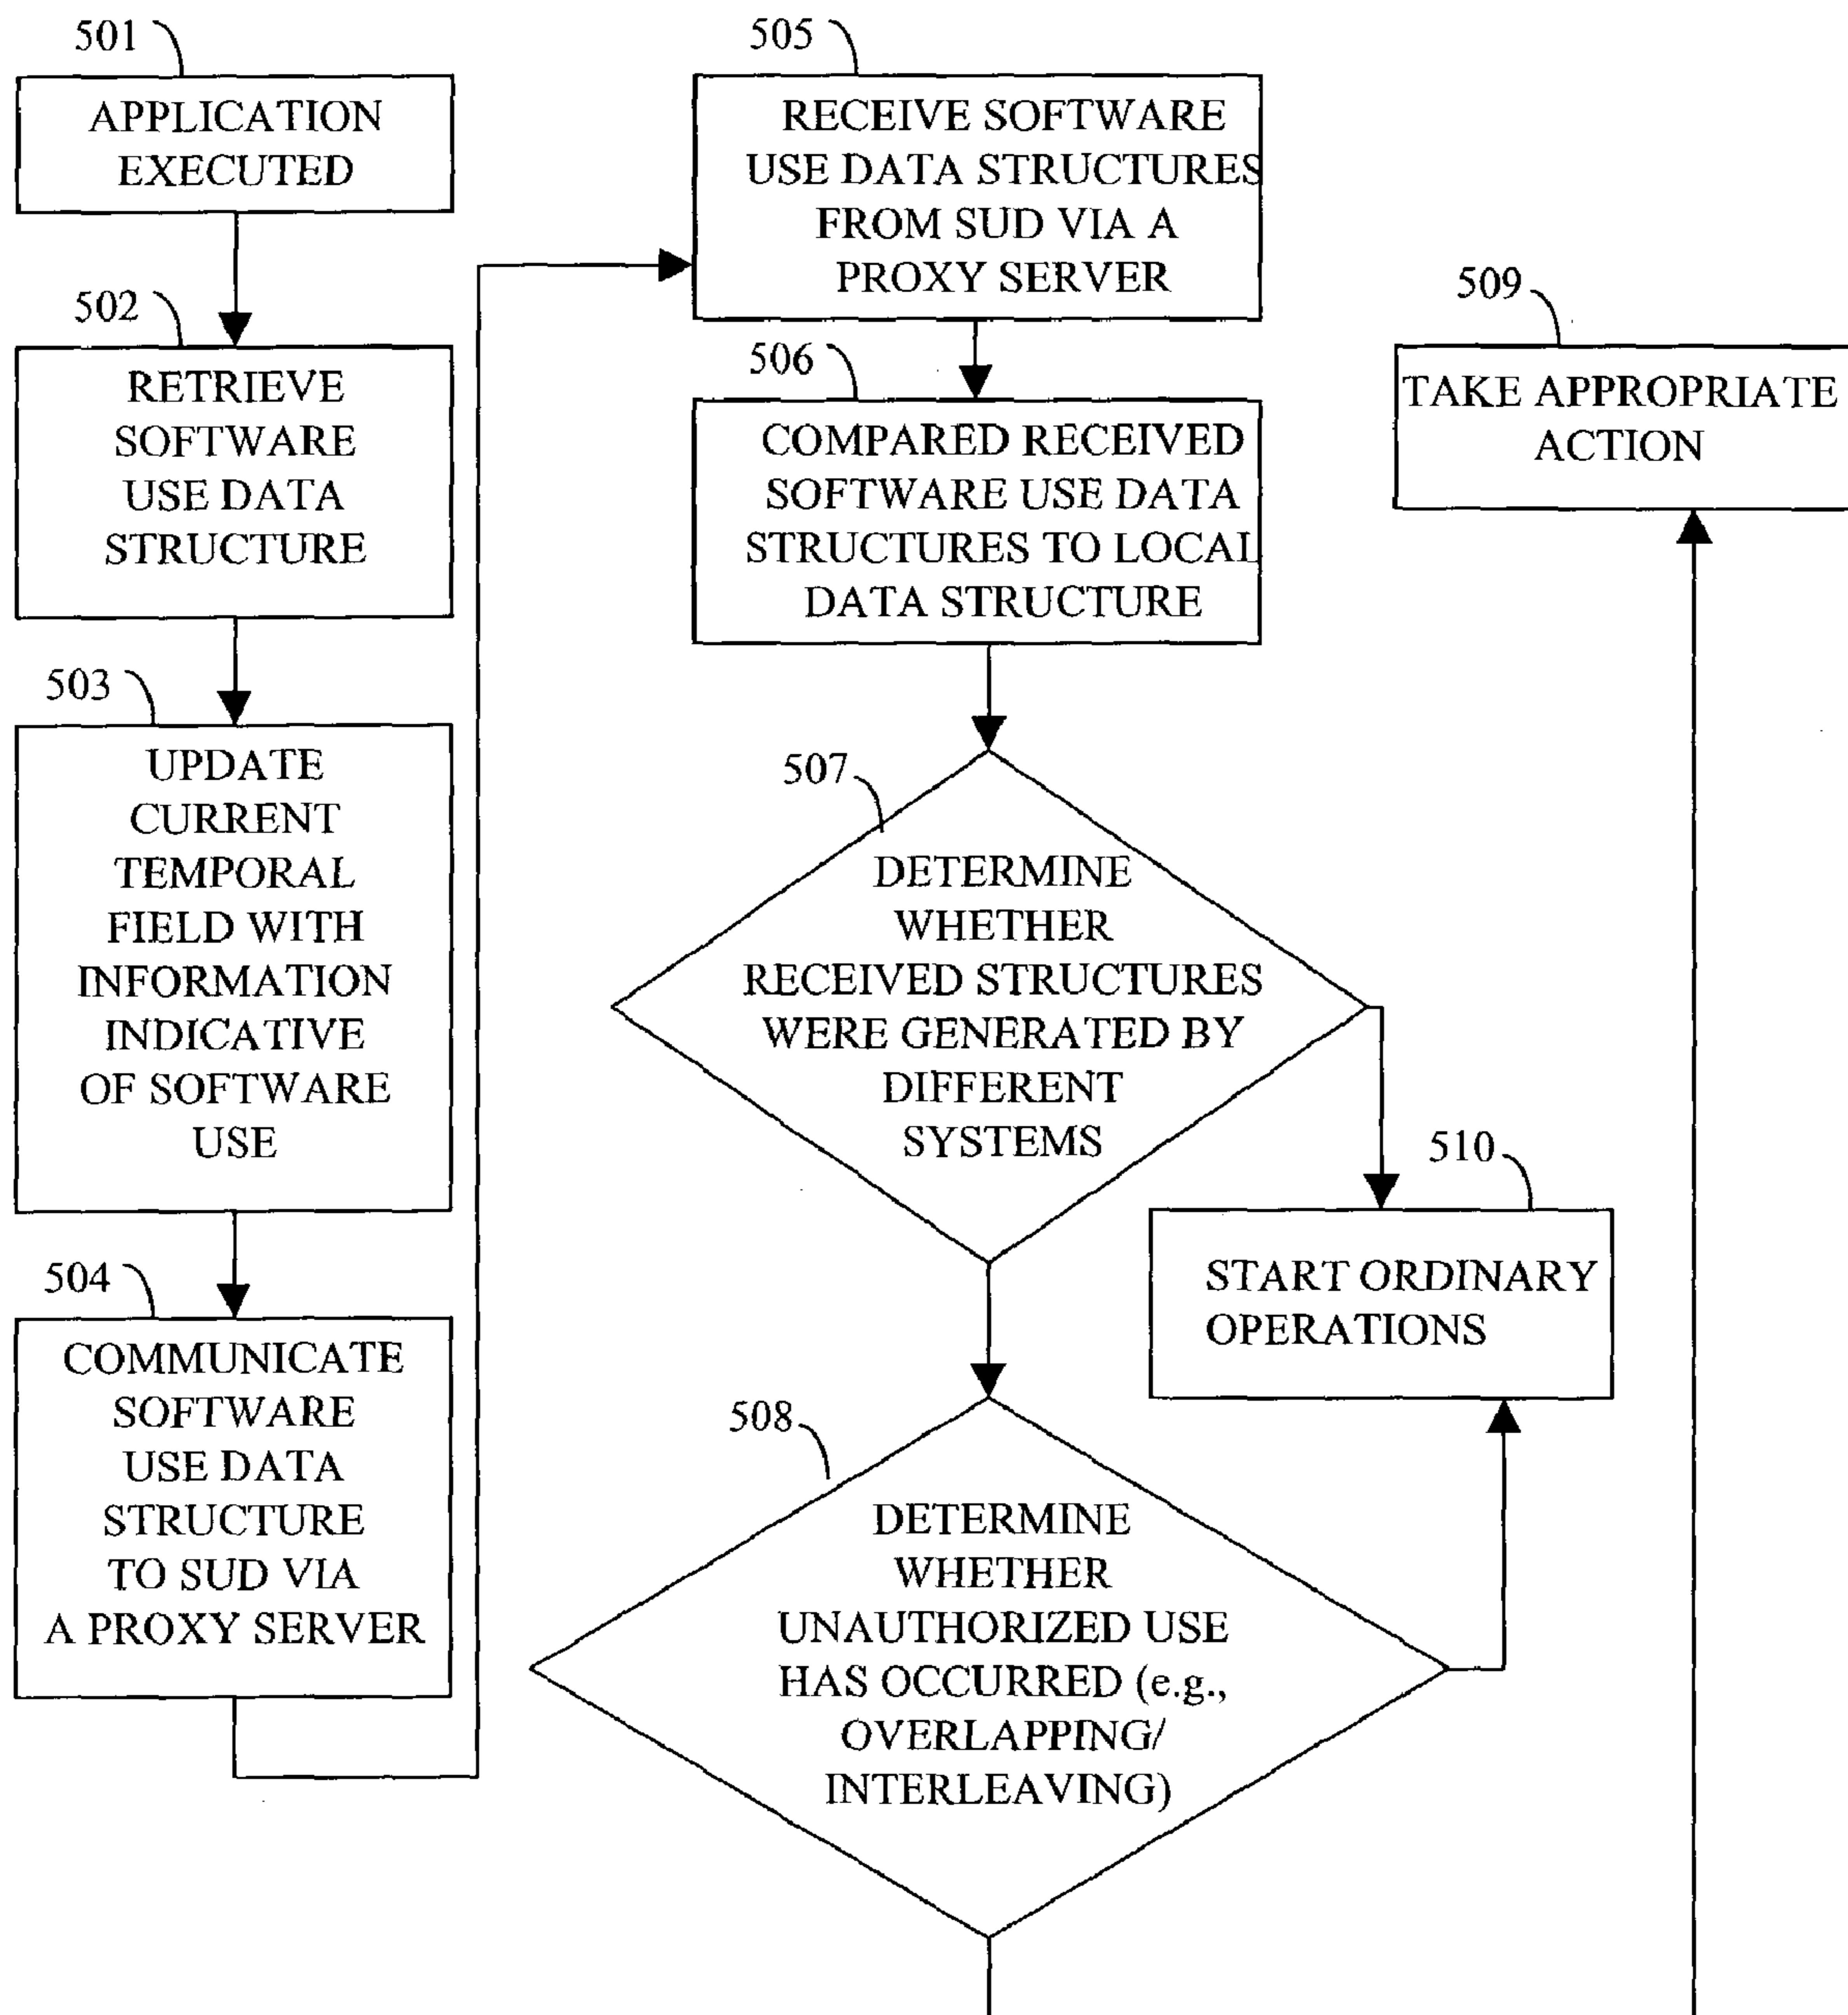 501
APPLICATION
EXECUTED
502
RETRIEVE
SOFTWARE
USE DATA
STRUCTURE
503
UPDATE
CURRENT
TEMPORAL
FIELD WITH
INFORMATION
INDICATIVE
OF SOFTWARE
USE
504
COMMUNICATE
SOFTWARE
USE DATA
STRUCTURE
TO SUD VIA
A PROXY SERVER
505
RECEIVE SOFTWARE
USE DATA STRUCTURES
FROM SUD VIA A
PROXY SERVER
506
COMPARED RECEIVED
SOFTWARE USE DATA
STRUCTURES TO LOCAL
DATA STRUCTURE
507
DETERMINE
WHETHER
RECEIVED STRUCTURES
WERE GENERATED BY
DIFFERENT
SYSTEMS
508
DETERMINE
WHETHER
UNAUTHORIZED USE
HAS OCCURRED (e.g.,
OVERLAPPING/
INTERLEAVING)
509
TAKE APPROPRIATE
ACTION
510
START ORDINARY
OPERATIONS